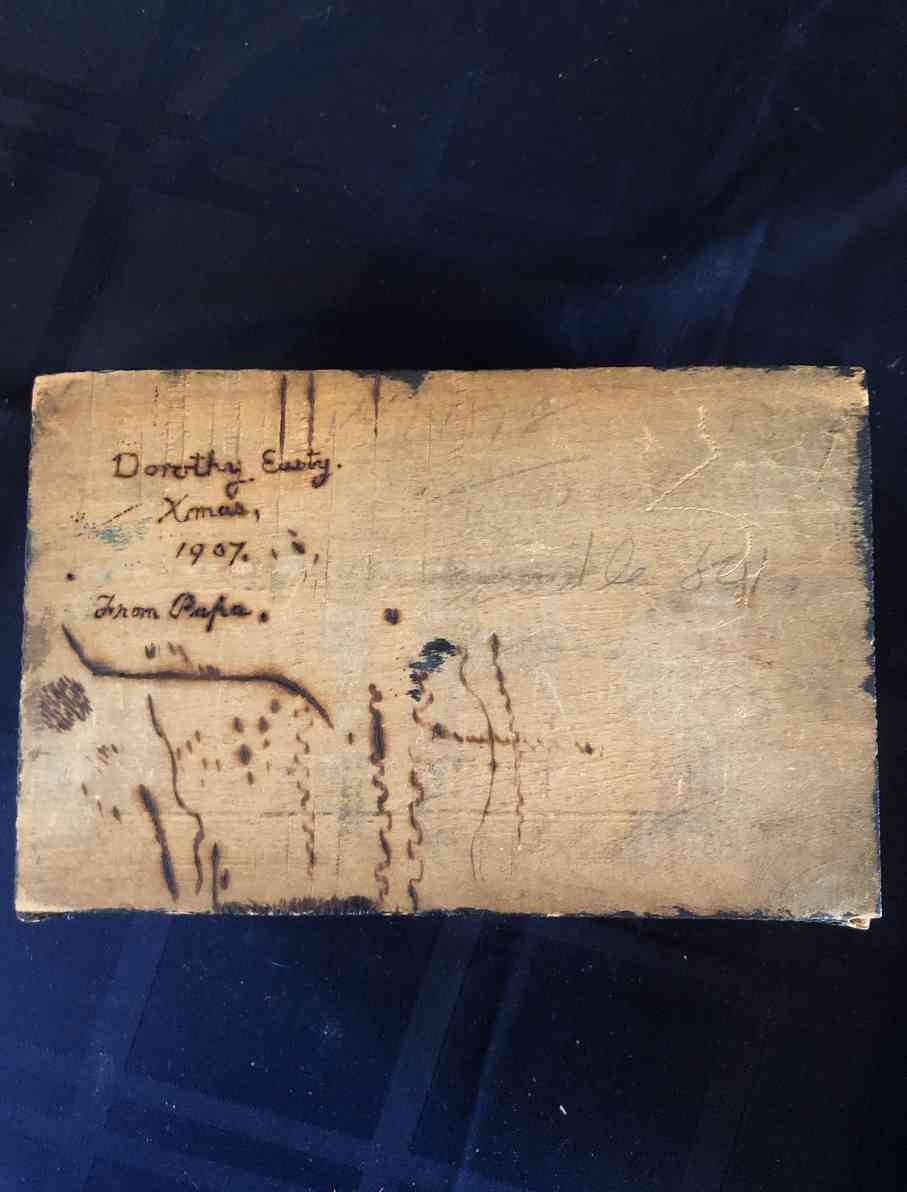 Dorothy Easty.
Xmas,
1907.
From Papa.